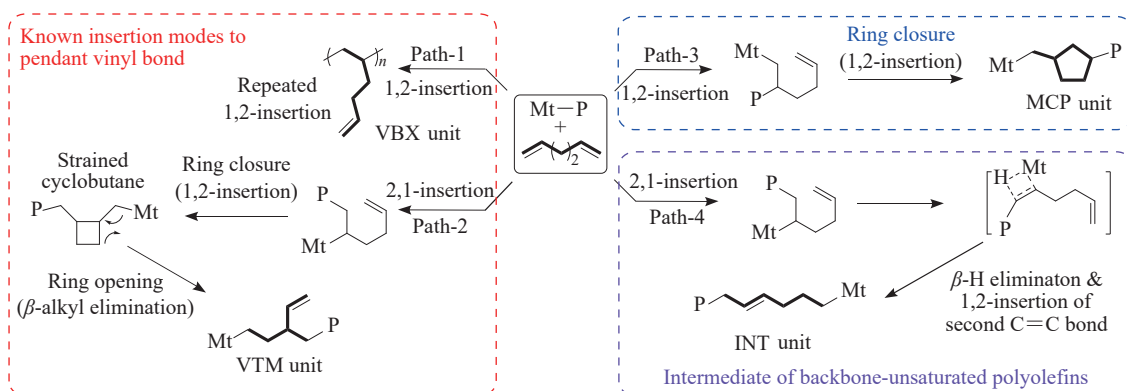 Known insertion modes to
pendant vinyl bond
n
Repeated
1,2-insertion
VBX unit
Path-1
1,2-insertion
Mt—P
+
2
Path-3
1,2-insertion
Mt
P
Ring closure
(1,2-insertion)
Mt
P
MCP unit
Strained
cyclobutane
P
Mt
Ring closure
(1,2-insertion)
P
Mt
2,1-insertion
Path-2
Ring opening
(β-alkyl elimination)
Mt
P
VTM unit
2,1-insertion
Path-4
P
Mt
H
Mt
P
β-H eliminaton &
1,2-insertion of
second C=C bond
P
Mt
INT unit
Intermediate of backbone-unsaturated polyolefins